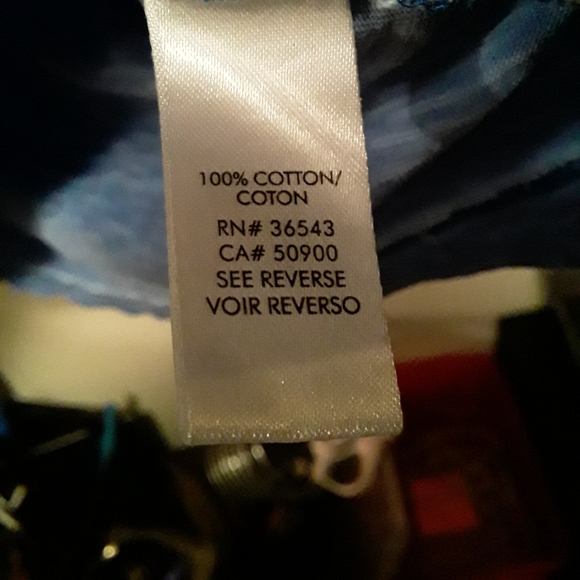 100% COTTON/
COTON
RN# 36543
CA# 50900
SEE REVERSE
VOIR REVERSO